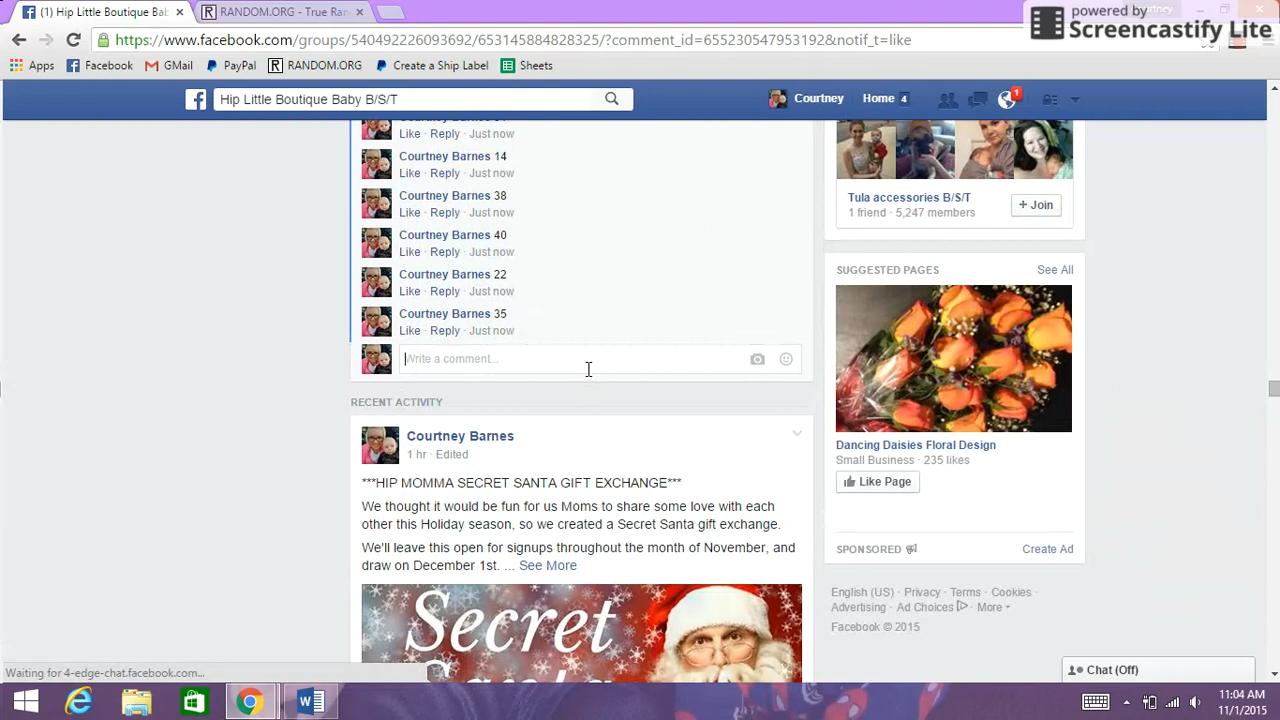 (1) Hip Little Boutique Bab ×
RANDOM.ORG - True Ran ×
powered by
Screencastify Lite
https://www.facebook.com/grou
325/?comment_id=655230547953192&notif_t=like
Apps
Facebook
GMail
PayPal
RANDOM.ORG
Create a Ship Label
Sheets
Hip Little Boutique Baby B/S/T
Courtney
Home 4
1
Like · Reply · Just now
Courtney Barnes 14
Like · Reply · Just now
Courtney Barnes 38
Like · Reply · Just now
Courtney Barnes 40
Like · Reply · Just now
Courtney Barnes 22
Like · Reply · Just now
Courtney Barnes 35
Like · Reply · Just now
Write a comment...
RECENT ACTIVITY
Courtney Barnes
1 hr · Edited
***HIP MOMMA SECRET SANTA GIFT EXCHANGE***
We thought it would be fun for us Moms to share some love with each
other this Holiday season, so we created a Secret Santa gift exchange.
We'll leave this open for signups throughout the month of November, and
draw on December 1st. ... See More
Secret
Tula accessories B/S/T
1 friend · 5,247 members
+ Join
SUGGESTED PAGES
See All
Dancing Daisies Floral Design
Small Business · 235 likes
Like Page
SPONSORED
Create Ad
English (US) · Privacy · Terms · Cookies ·
Advertising · Ad Choices · More
Facebook © 2015
Waiting for 4-edge-chat.facebook.com...
Chat (Off)
11:04 AM
11/1/2015